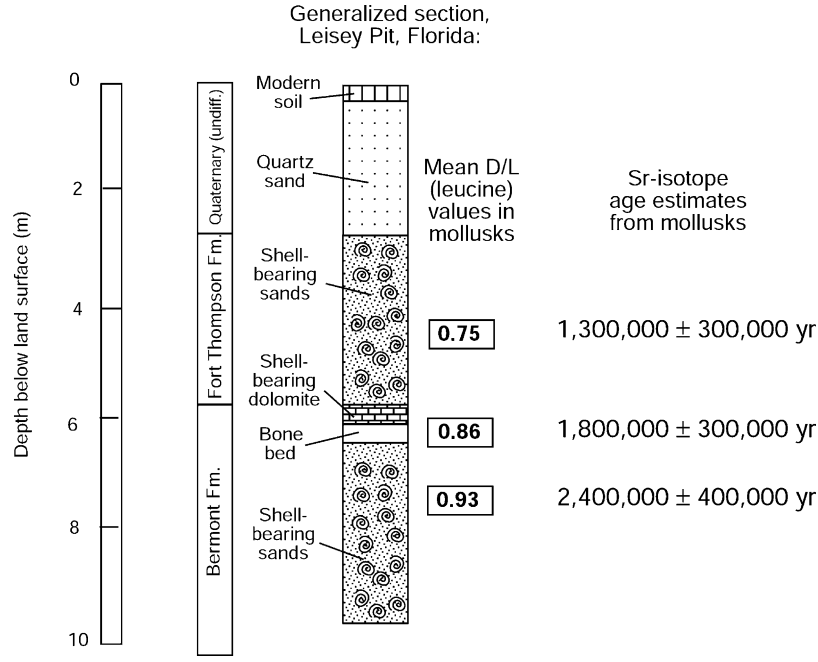 Generalized section,
Leisey Pit, Florida:
0
2
4
6
8
10
Depth below land surface (m)
Quaternary (undiff.)
Fort Thompson Fm.
Bermont Fm.
Modern
soil
Quartz
sand
Shell-
bearing
sands
Shell-
bearing
dolomite
Bone
bed
Shell-
bearing
sands
Mean D/L
(leucine)
values in
mollusks
0.75
0.86
0.93
Sr-isotope
age estimates
from mollusks
1,300,000 ± 300,000 yr
1,800,000 ± 300,000 yr
2,400,000 ± 400,000 yr